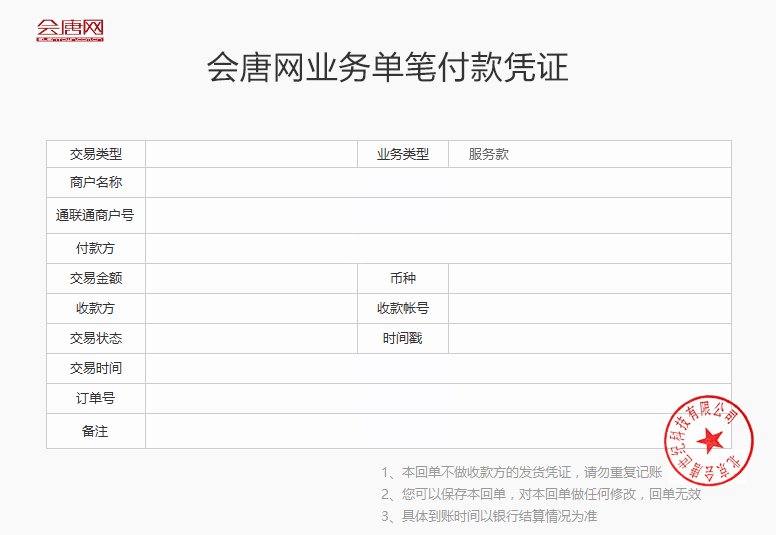 会唐网
会唐网业务单笔付款凭证
交易类型 业务类型 服务款
商户名称
通联通商户号
付款方
交易金额 币种
收款方 收款帐号
交易状态 时间戳
交易时间
订单号
备注
北京会唐世纪科技有限公司
1、本回单不做收款方的发货凭证，请勿重复记账
2、您可以保存本回单，对本回单做任何修改，回单无效
3、具体到账时间以银行结算情况为准